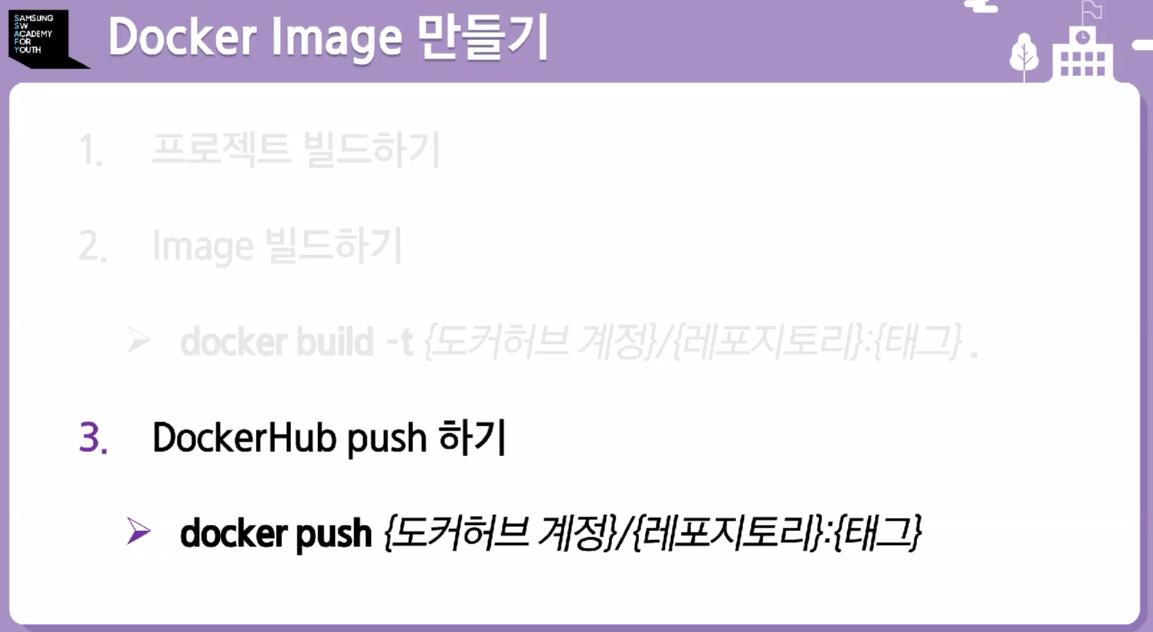 SAMSUNG
SW
ACADEMY
FOR
YOUTH
Docker Image 만들기
1. 프로젝트 빌드하기
2. Image 빌드하기
➢ docker build -t {도커허브 계정}/{레포지토리}:{태그} .
3. DockerHub push 하기
➢ docker push {도커허브 계정}/{레포지토리}:{태그}